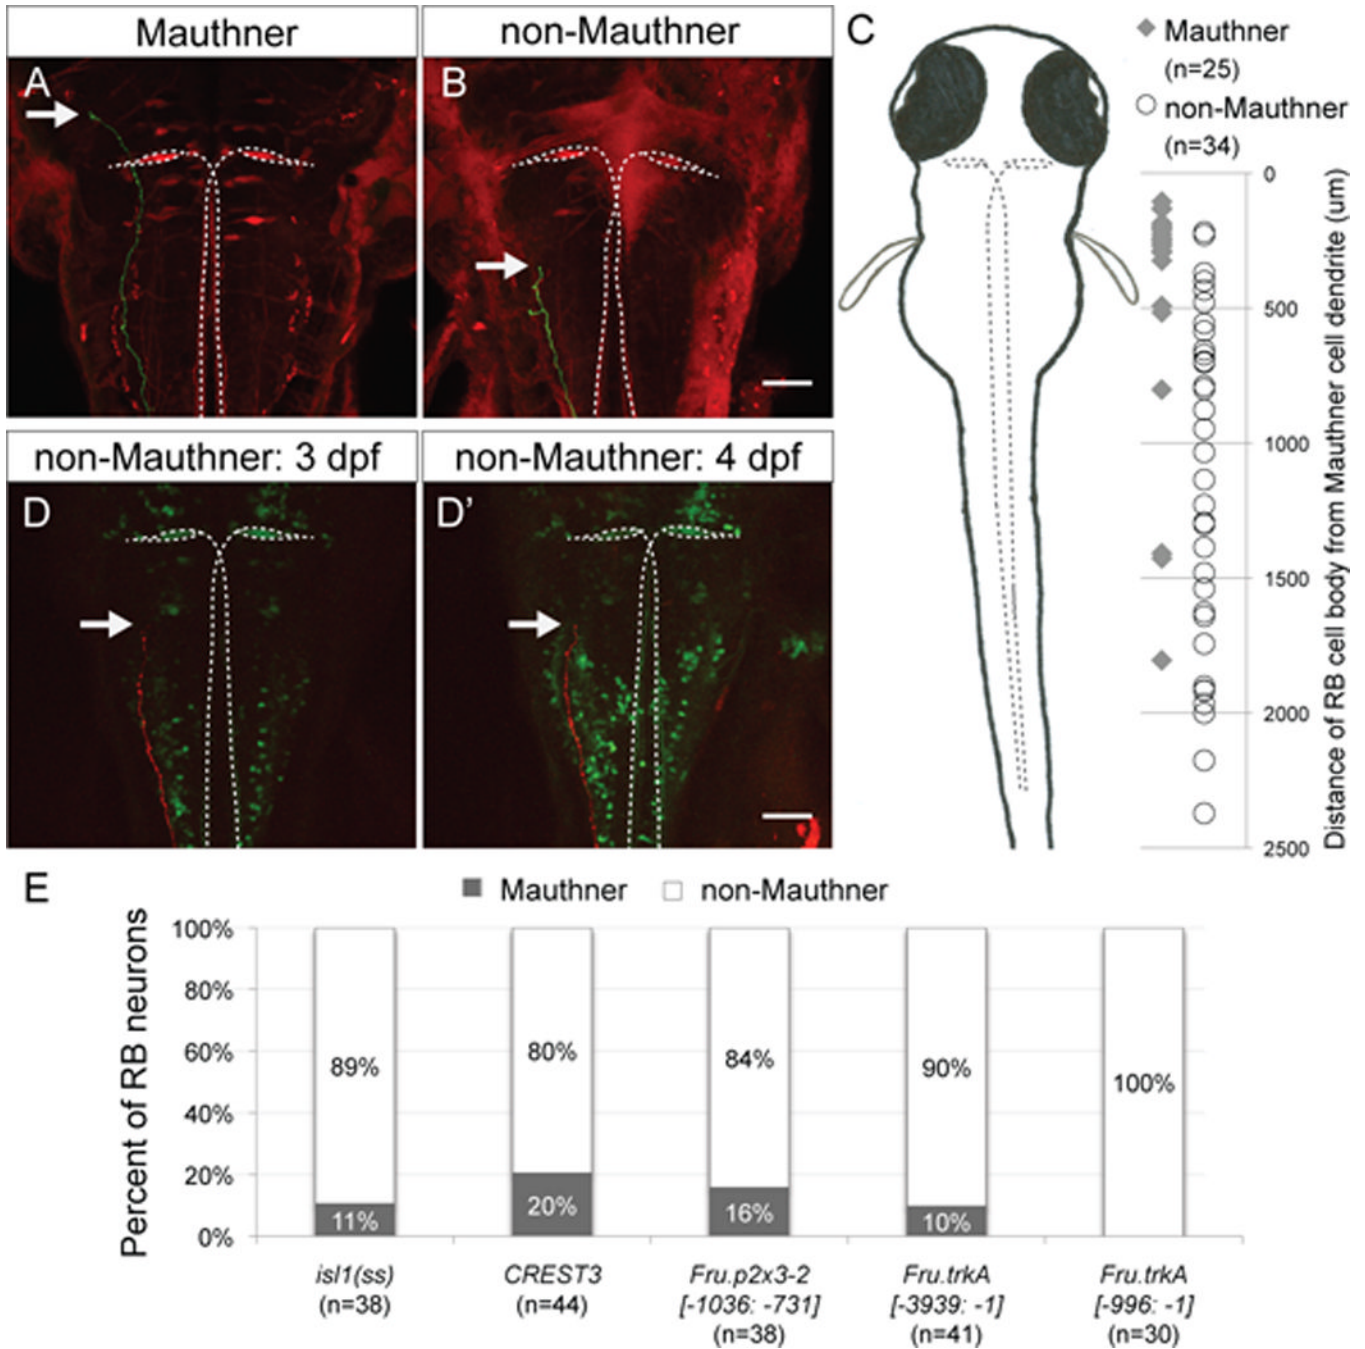 Mauthner
non-Mauthner
A
B
C
Mauthner
(n=25)
non-Mauthner
(n=34)
0
500
1000
1500
2000
2500
Distance of RB cell body from Mauthner cell dendrite (um)
non-Mauthner: 3 dpf
non-Mauthner: 4 dpf
D
D'
E
Mauthner
non-Mauthner
Percent of RB neurons
100%
80%
60%
40%
20%
0%
89%
80%
84%
90%
100%
11%
20%
16%
10%
isl1(ss)
(n=38)
CREST3
(n=44)
Fru.p2x3-2
[-1036: -731]
(n=38)
Fru.trkA
[-3939: -1]
(n=41)
Fru.trkA
[-996: -1]
(n=30)